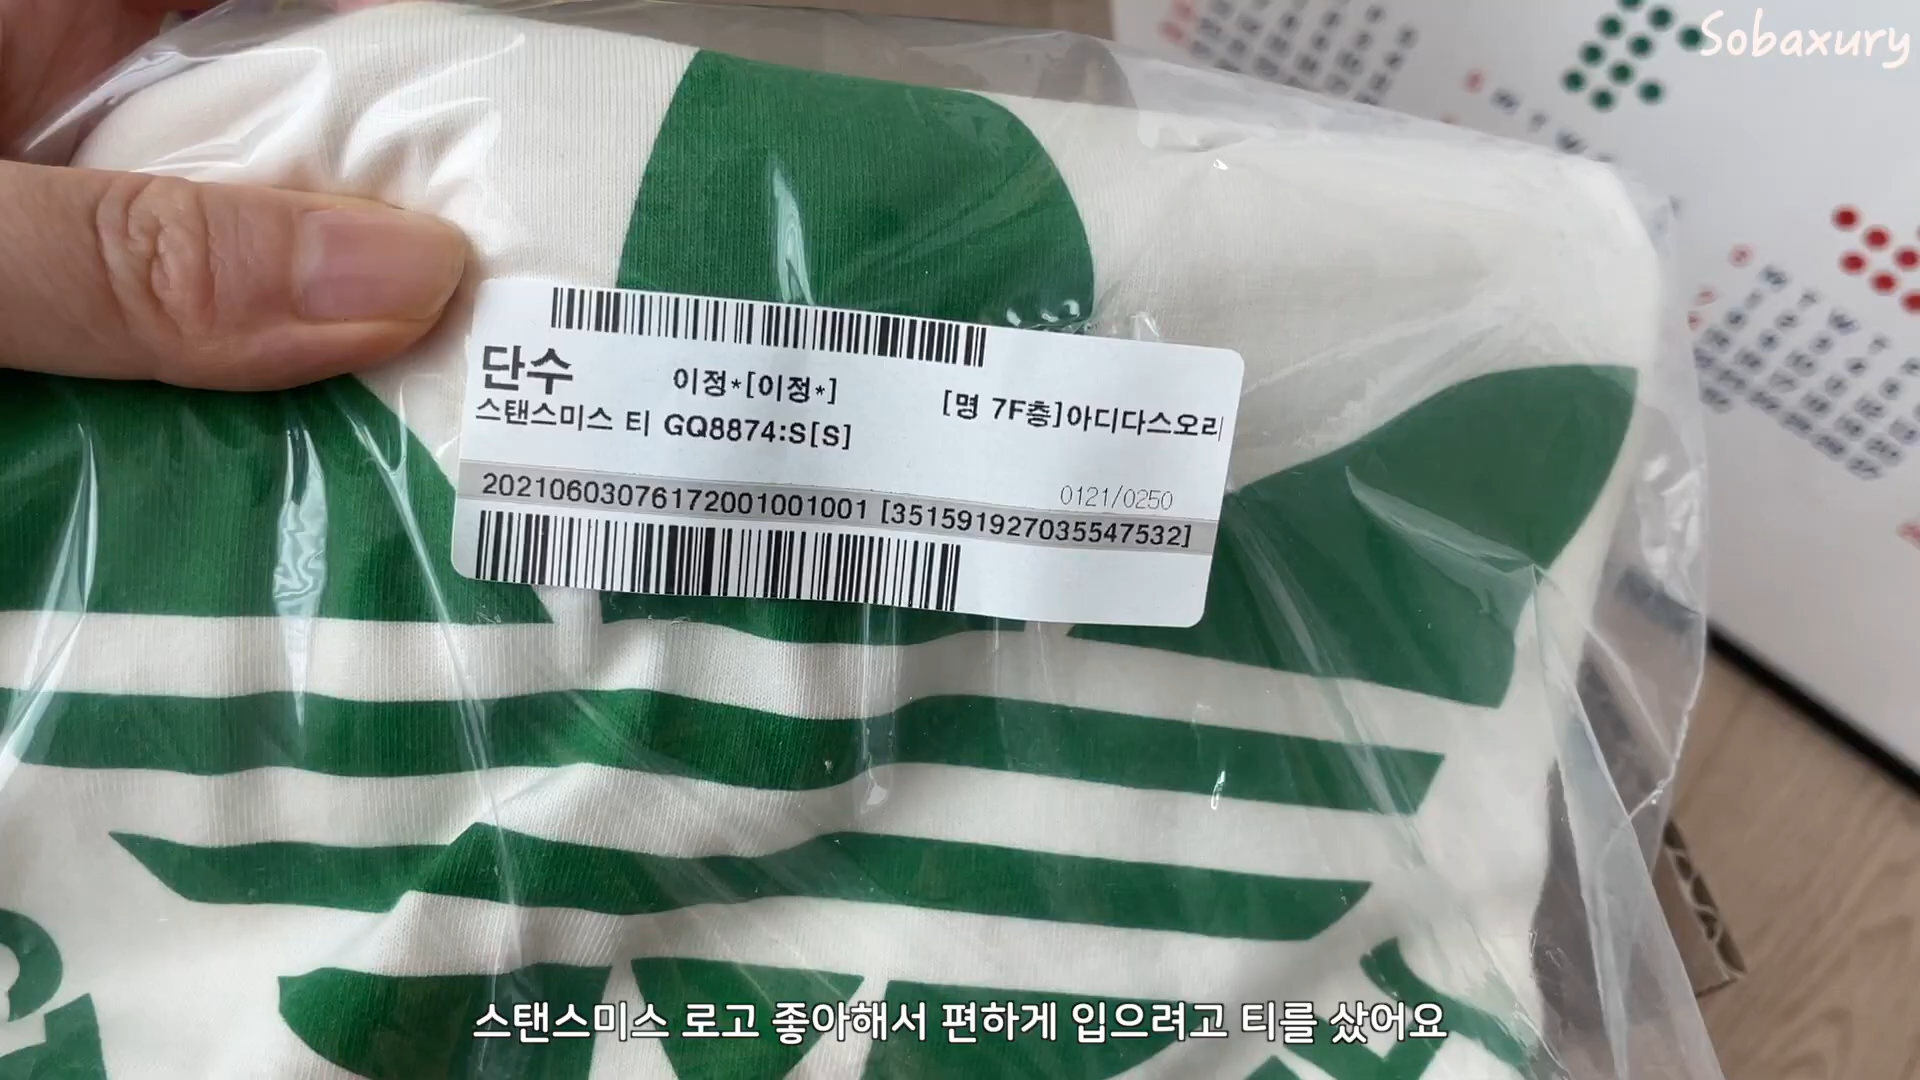 Sobaxury
단수
이정*[이정*]
[명 7F층]아디다스오리
스탠스미스 티 GQ8874:S[S]
0121/0250
20210603076172001001001 [351591927035547532]
스탠스미스 로고 좋아해서 편하게 입으려고 티를 샀어요